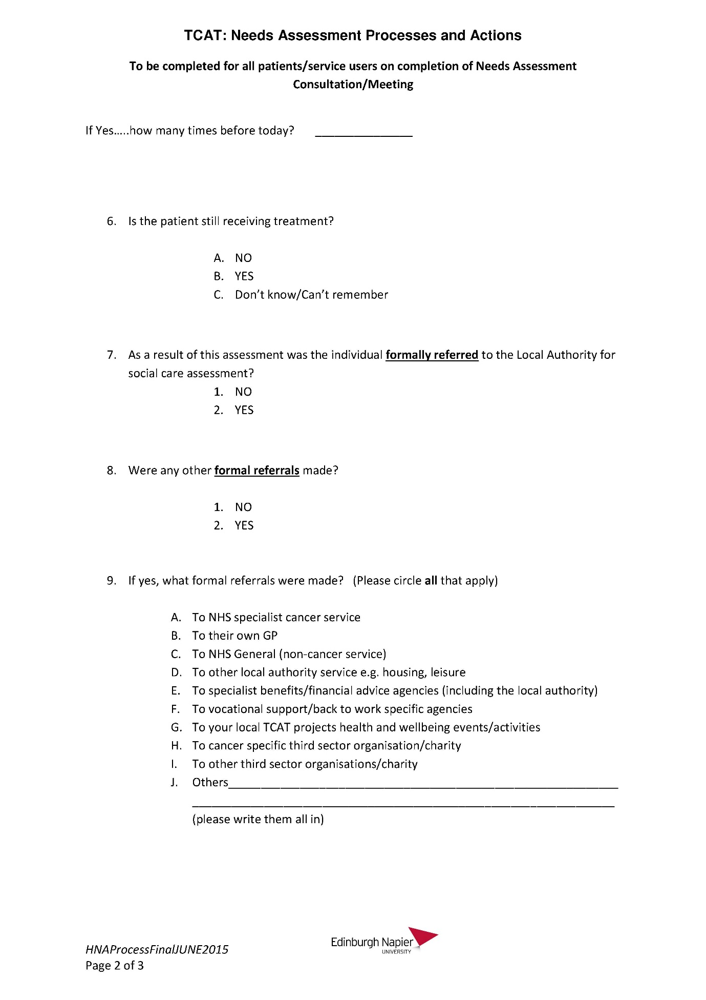 TCAT: Needs Assessment Processes and Actions
To be completed for all patients/service users on completion of Needs Assessment
Consultation/Meeting
If Yes…..how many times before today? _______________
6. Is the patient still receiving treatment?
A. NO
B. YES
C. Don’t know/Can’t remember
7. As a result of this assessment was the individual formally referred to the Local Authority for
social care assessment?
1. NO
2. YES
8. Were any other formal referrals made?
1. NO
2. YES
9. If yes, what formal referrals were made? (Please circle all that apply)
A. To NHS specialist cancer service
B. To their own GP
C. To NHS General (non-cancer service)
D. To other local authority service e.g. housing, leisure
E. To specialist benefits/financial advice agencies (including the local authority)
F. To vocational support/back to work specific agencies
G. To your local TCAT projects health and wellbeing events/activities
H. To cancer specific third sector organisation/charity
I. To other third sector organisations/charity
J. Others____________________________________________________________
_________________________________________________________________
(please write them all in)
HNAProcessFinalJUNE2015
Page 2 of 3
Edinburgh Napier
UNIVERSITY